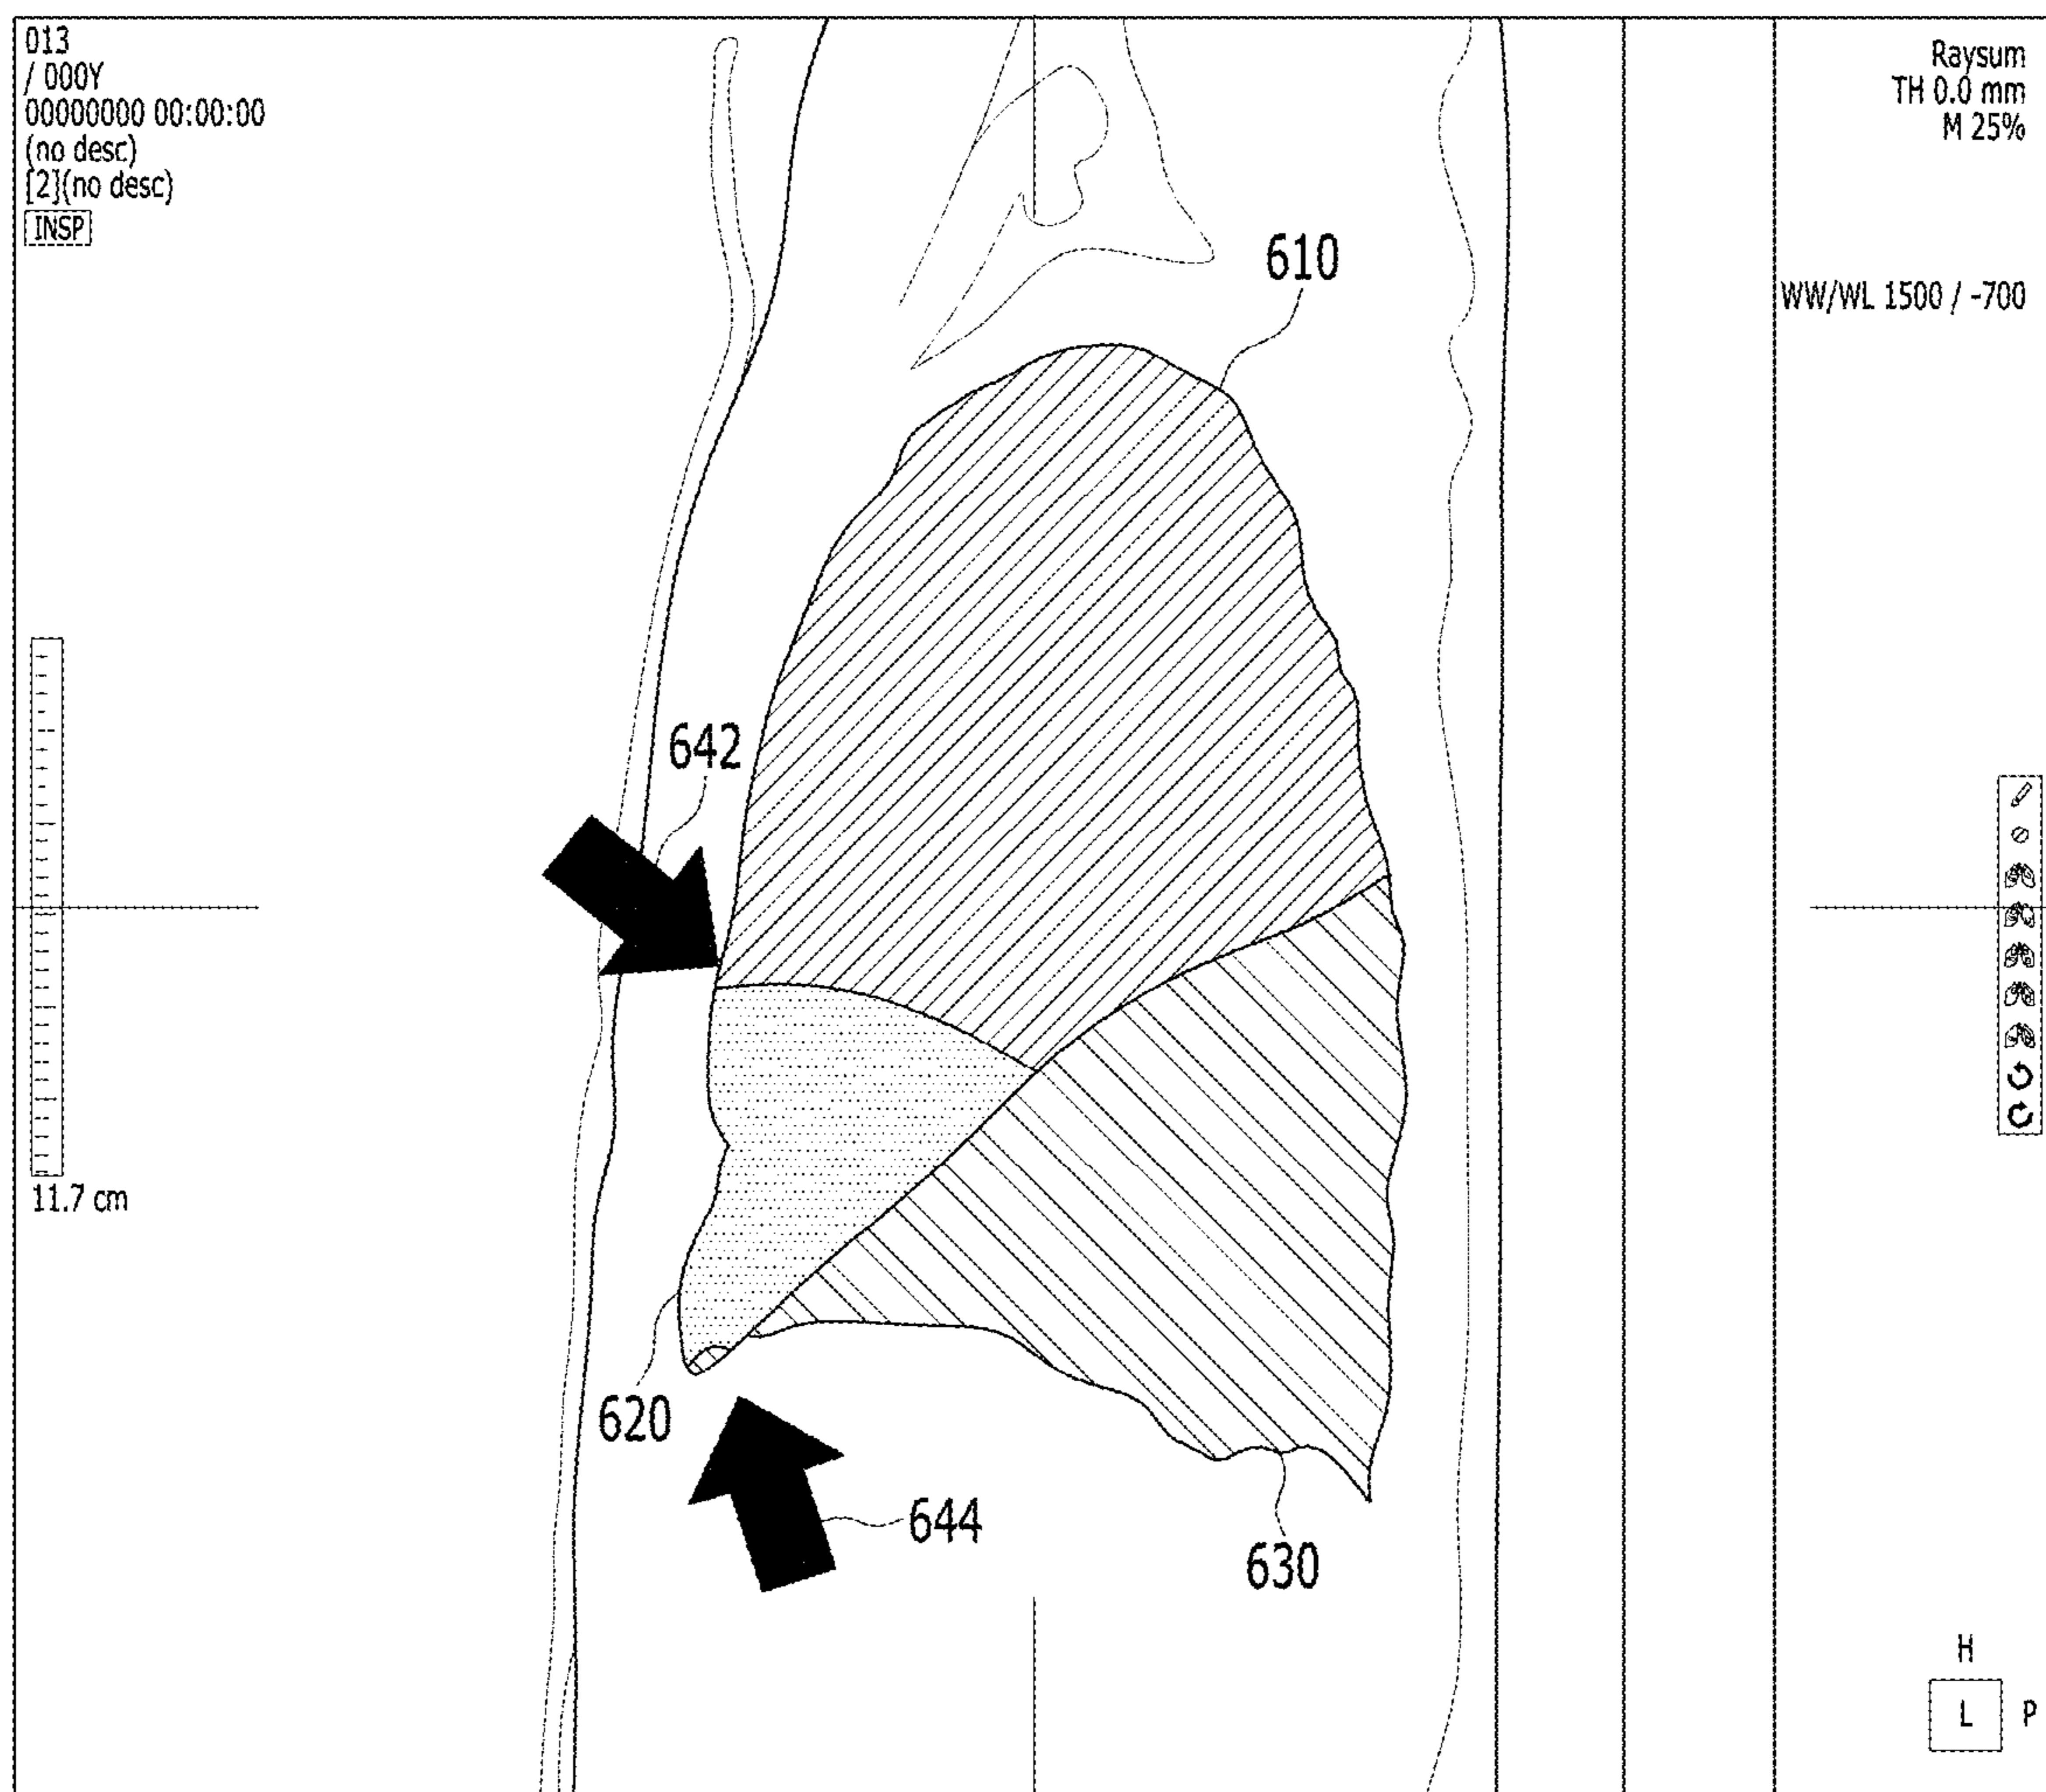 013
/ 000Y
00000000 00:00:00
(no desc)
[2](no desc)
INSP
Raysum
TH 0.0 mm
M 25%
WW/WL 1500 / -700
610
642
11.7 cm
620
644
630
H
L P